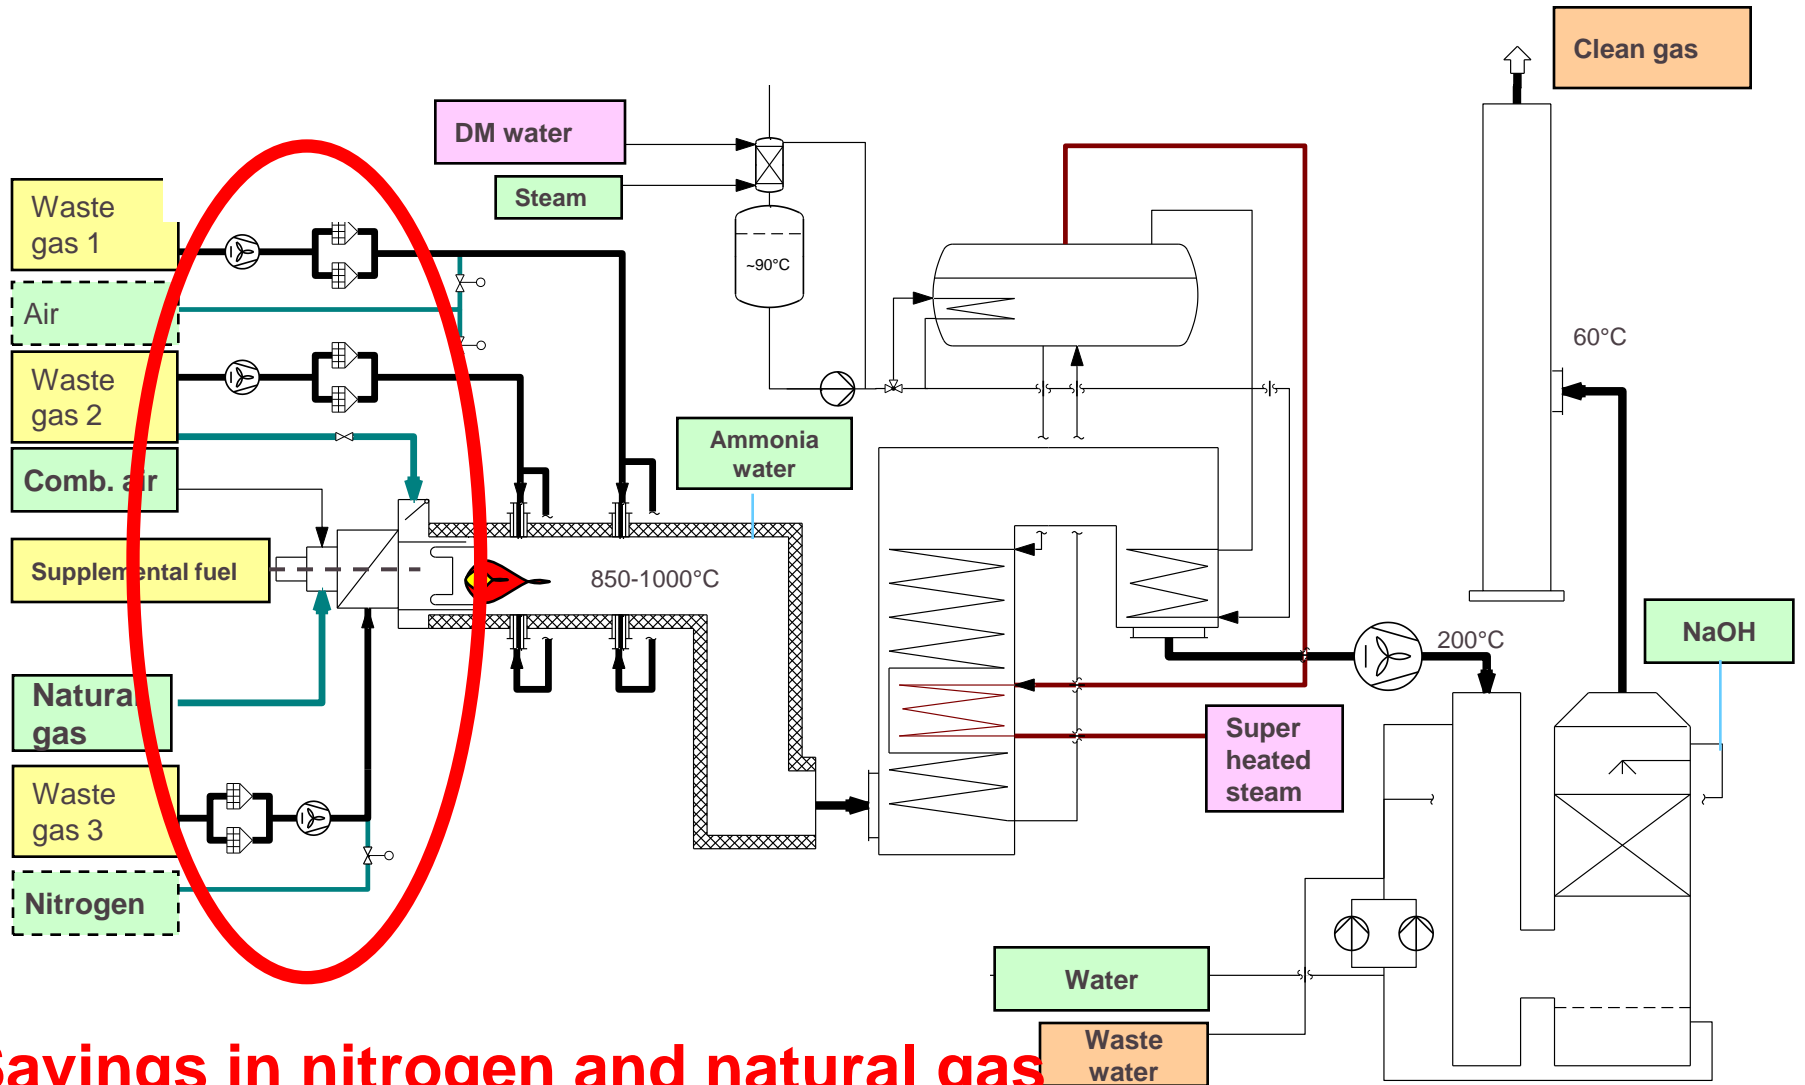 Clean gas
DM water
Steam
Waste
gas 1
~90°C
Air
60°C
Waste
gas 2
Ammonia
water
Comb. air
Supplemental fuel
850-1000°C
200°C
NaOH
Natural
gas
Super
heated
steam
Waste
gas 3
Nitrogen
Water
Waste
water
Savings in nitrogen and natural gas